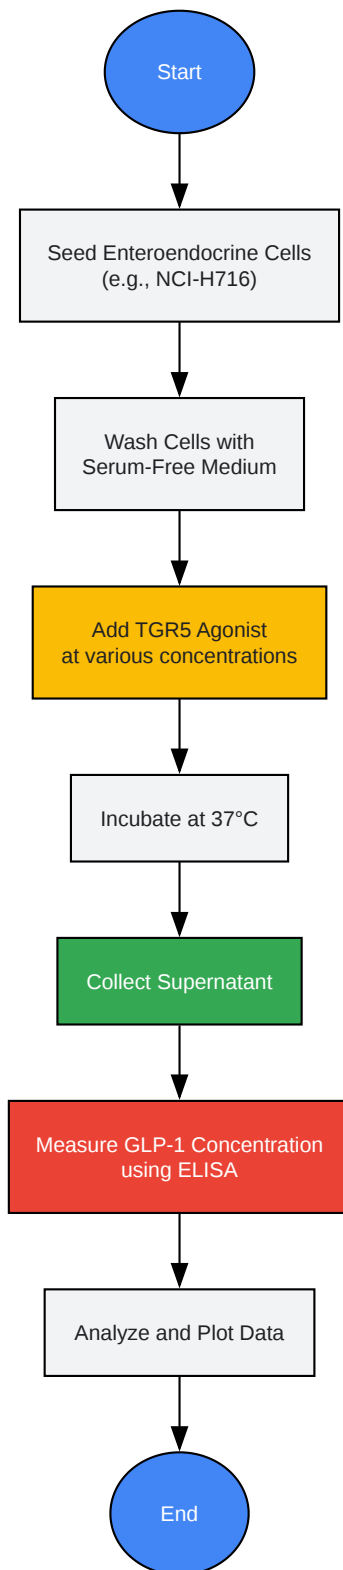 Start
Seed Enteroendocrine Cells
(e.g., NCI-H716)
Wash Cells with
Serum-Free Medium
Add TGR5 Agonist
at various concentrations
Incubate at 37°C
Collect Supernatant
Measure GLP-1 Concentration
using ELISA
Analyze and Plot Data
End